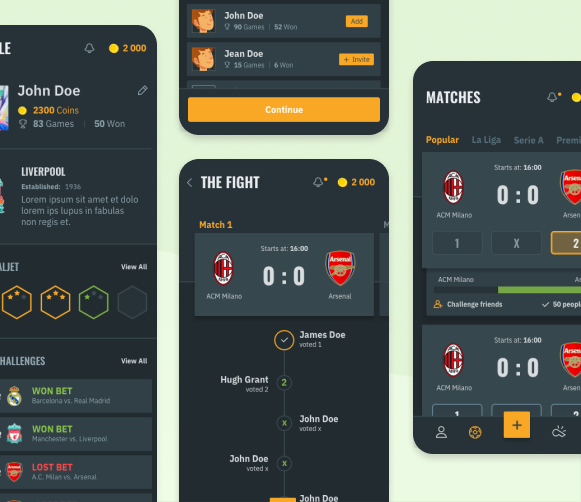 LE
2 000
John Doe
2300 Coins
83 Games | 50 Won
LIVERPOOL
Established: 1936
Lorem ipsum sit amet et dolo
lorem ips lupus in fabulas
non regis et.
ALJET
View All
HALLENGES
View All
WON BET
Barcelona vs. Real Madrid
WON BET
Manchester vs. Liverpool
LOST BET
A.C. Milan vs. Arsenal
John Doe
90 Games | 52 Won
Add
Jean Doe
15 Games | 6 Won
+ Invite
Continue
THE FIGHT
2 000
Match 1
M
Starts at: 16:00
0 : 0
Arsenal
ACM Milano
Arsenal
James Doe
voted 1
Hugh Grant
voted 2
2
John Doe
voted x
X
John Doe
voted x
X
John Doe
MATCHES
Popular
La Liga
Serie A
Premi
Starts at: 16:00
0 : 0
Arsena
ACM Milano
Arsen
1
X
2
ACM Milano
Ar
Challenge friends
50 people
Starts at: 16:00
0 : 0
Arsena
ACM Milano
Arsen
1
+